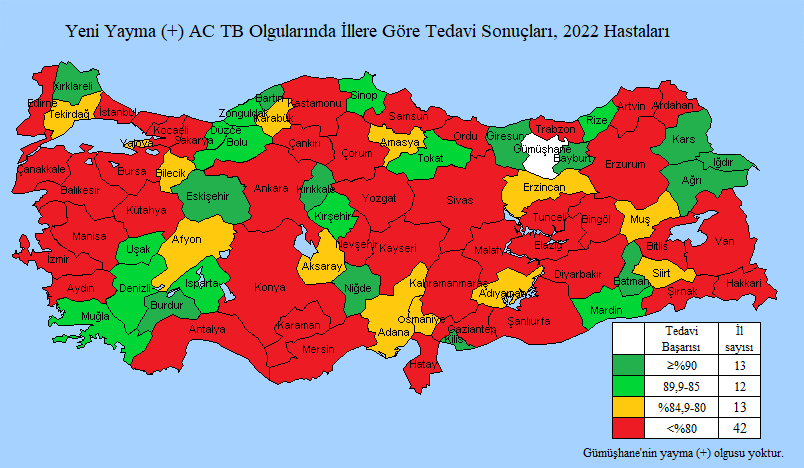 Yeni Yayma (+) AC TB Olgularında İllere Göre Tedavi Sonuçları, 2022 Hastaları
Kırklareli
Edirne
Tekirdağ
İstanbul
Kocaeli
Yalova
Sakarya
Düzce
Zonguldak
Bartın
Karabük
Kastamonu
Sinop
Samsun
Ordu
Giresun
Trabzon
Rize
Artvin
Ardahan
Kars
Iğdır
Ağrı
Gümüşhane
Bayburt
Erzurum
Erzincan
Bolu
Çankırı
Çorum
Amasya
Tokat
Çanakkale
Balıkesir
Bursa
Bilecik
Kütahya
Eskişehir
Ankara
Kırıkkale
Kırşehir
Yozgat
Sivas
Tunceli
Bingöl
Muş
Elazığ
Bitlis
Van
Manisa
İzmir
Uşak
Afyon
Aksaray
Nevşehir
Kayseri
Malatya
Diyarbakır
Batman
Siirt
Şırnak
Hakkari
Aydın
Denizli
Isparta
Burdur
Muğla
Konya
Niğde
Kahramanmaraş
Adıyaman
Mardin
Antalya
Karaman
Mersin
Adana
Osmaniye
Gaziantep
Kilis
Şanlıurfa
Hatay
Tedavi Başarısı
İl sayısı
≥%90 13
89,9-85 12
%84,9-80 13
<%80 42
Gümüşhane'nin yayma (+) olgusu yoktur.